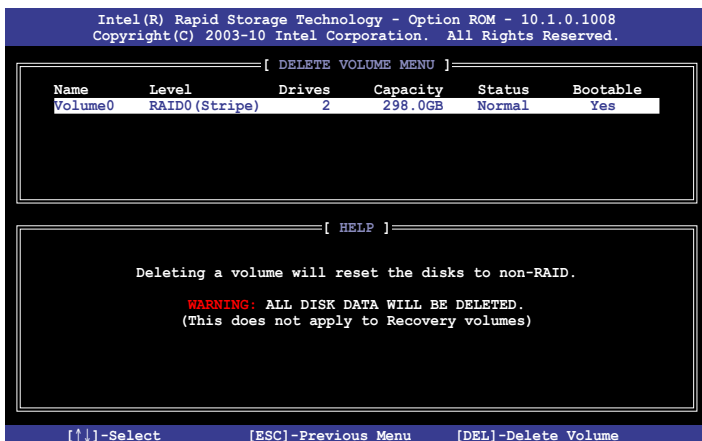 Intel(R) Rapid Storage Technology - Option ROM - 10.1.0.1008
Copyright(C) 2003-10 Intel Corporation.  All Rights Reserved.
[ DELETE VOLUME MENU ]
Name Level Drives Capacity Status Bootable
Volume0 RAID0(Stripe) 2 298.0GB Normal Yes
[ HELP ]
Deleting a volume will reset the disks to non-RAID.
WARNING: ALL DISK DATA WILL BE DELETED.
(This does not apply to Recovery volumes)
[↑↓]-Select [ESC]-Previous Menu [DEL]-Delete Volume